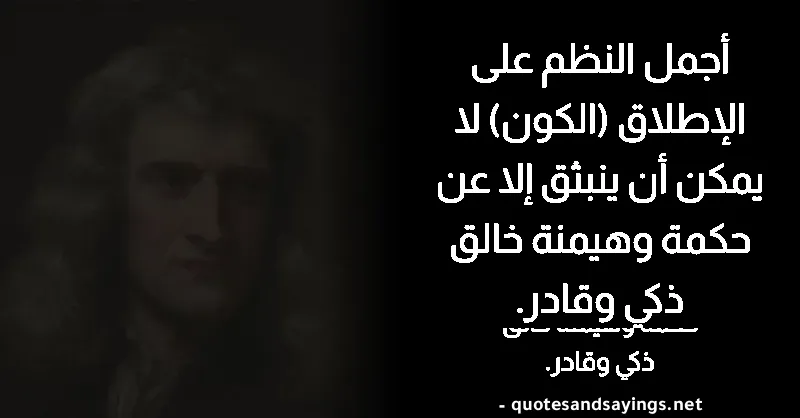 أجمل النظم على
الإطلاق (الكون) لا
يمكن أن ينبثق إلا عن
حكمة وهيمنة خالق
ذكي وقادر.
ذكي وقادر.
- quotesandsayings.net